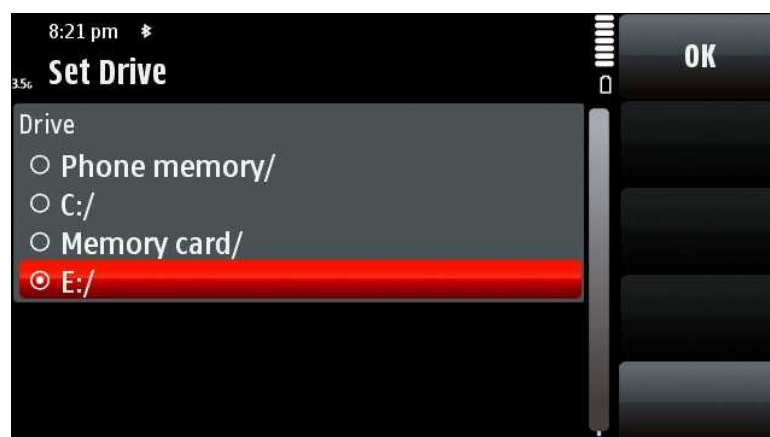 8:21 pm
3.5G Set Drive
OK
Drive
Phone memory/
C:/
Memory card/
E:/